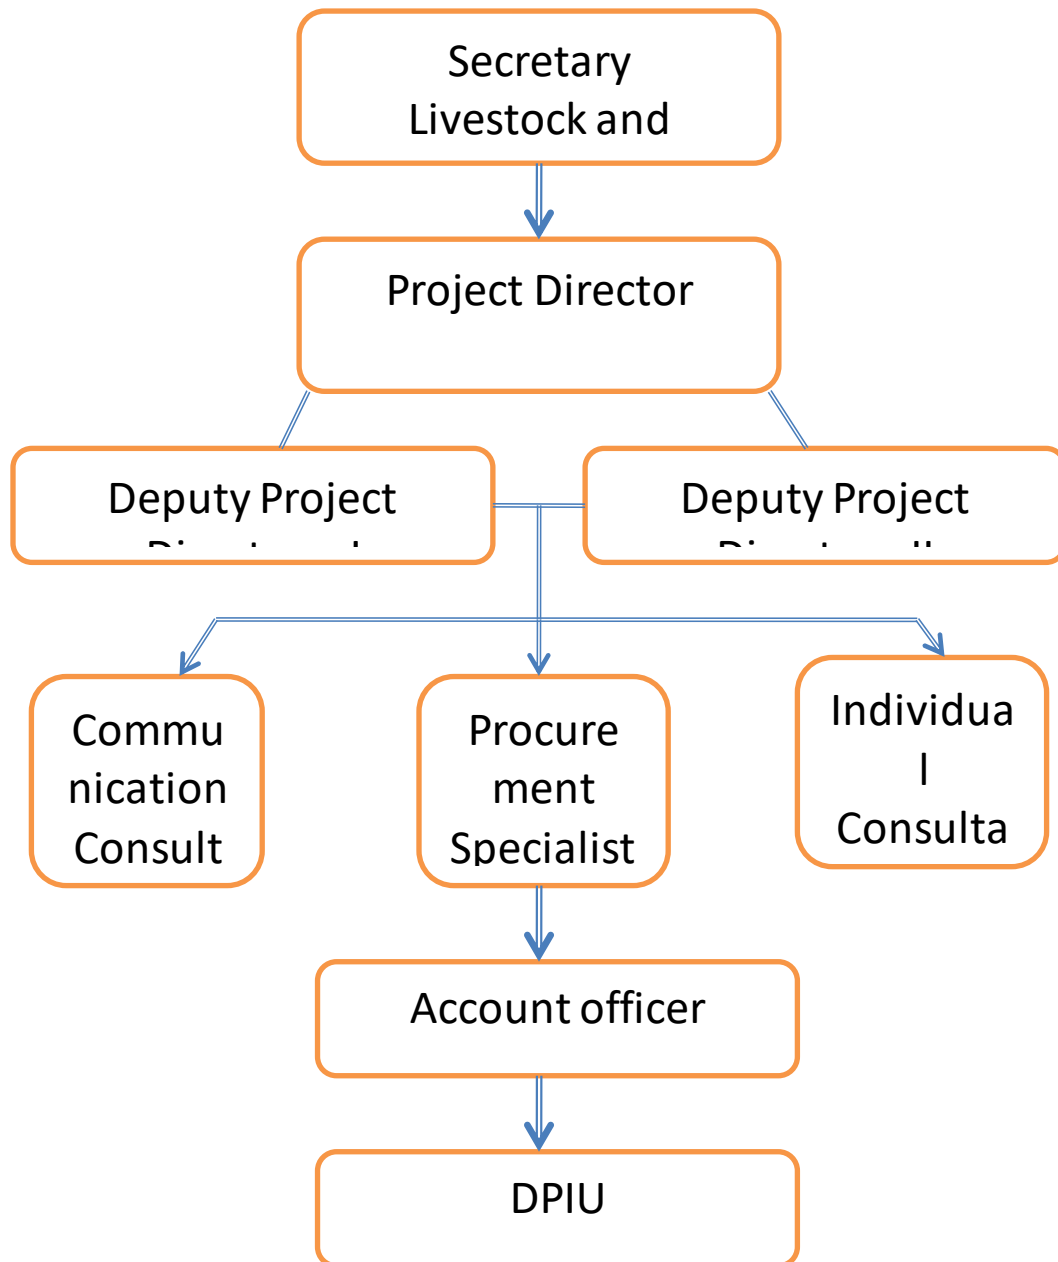 Secretary
Livestock and
Project Director
Deputy Project
Deputy Project
Commu
nication
Consult
Procure
ment
Specialist
Individua
l
Consulta
Account officer
DPIU